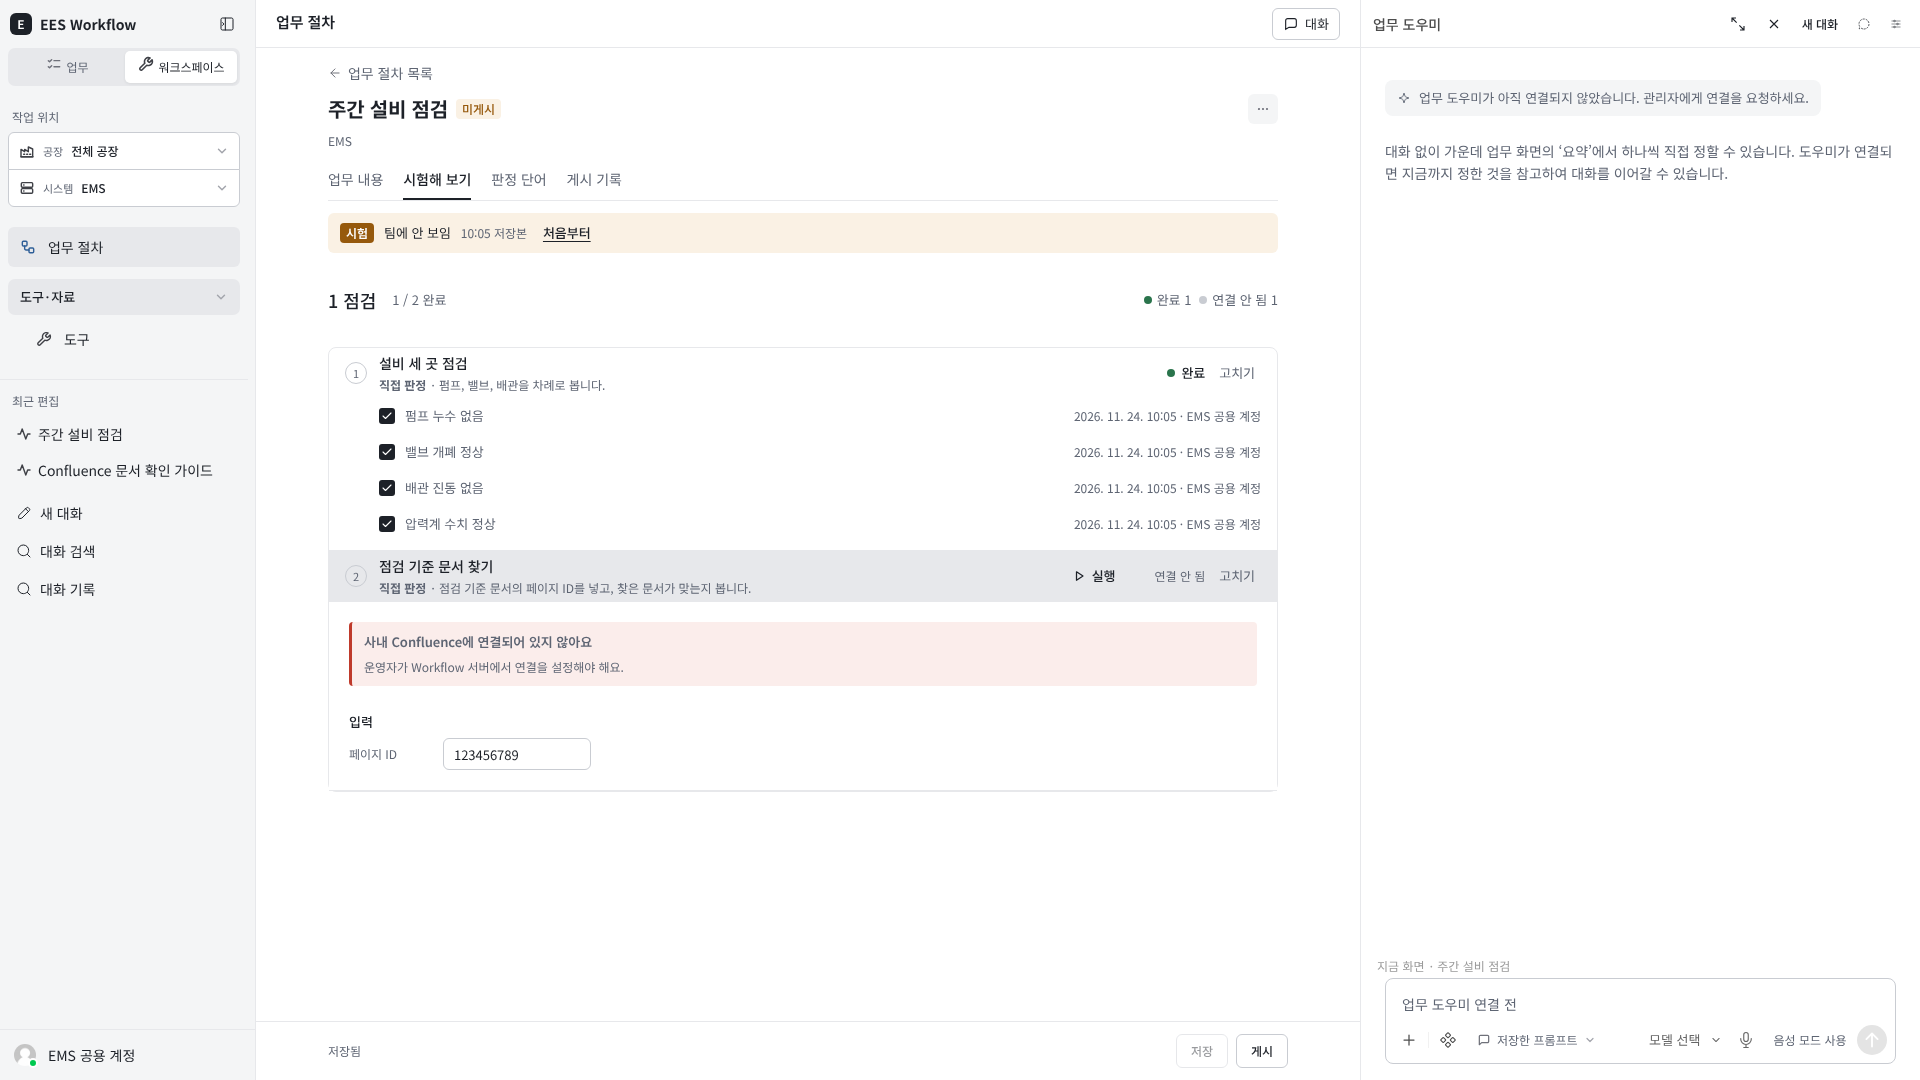 E EES Workflow
업무
워크스페이스
작업 위치
공장 전체 공장
시스템 EMS
업무 절차
도구·자료
도구
최근 편집
주간 설비 점검
Confluence 문서 확인 가이드
새 대화
대화 검색
대화 기록
EMS 공용 계정
업무 절차
대화
업무 절차 목록
주간 설비 점검 미게시
EMS
업무 내용 시험해 보기 판정 단어 게시 기록
시험 팀에 안 보임 10:05 저장본 처음부터
1 점검 1 / 2 완료
완료 1 연결 안 됨 1
1 설비 세 곳 점검
직접 판정 · 펌프, 밸브, 배관을 차례로 봅니다.
완료 고치기
펌프 누수 없음 2026. 11. 24. 10:05 · EMS 공용 계정
밸브 개폐 정상 2026. 11. 24. 10:05 · EMS 공용 계정
배관 진동 없음 2026. 11. 24. 10:05 · EMS 공용 계정
압력계 수치 정상 2026. 11. 24. 10:05 · EMS 공용 계정
2 점검 기준 문서 찾기
직접 판정 · 점검 기준 문서의 페이지 ID를 넣고, 찾은 문서가 맞는지 봅니다.
실행 연결 안 됨 고치기
사내 Confluence에 연결되어 있지 않아요
운영자가 Workflow 서버에서 연결을 설정해야 해요.
입력
페이지 ID 123456789
저장됨
저장 게시
업무 도우미
새 대화
업무 도우미가 아직 연결되지 않았습니다. 관리자에게 연결을 요청하세요.
대화 없이 가운데 업무 화면의 ‘요약’에서 하나씩 직접 정할 수 있습니다. 도우미가 연결되
면 지금까지 정한 것을 참고하여 대화를 이어갈 수 있습니다.
지금 화면 · 주간 설비 점검
업무 도우미 연결 전
저장한 프롬프트 모델 선택 음성 모드 사용